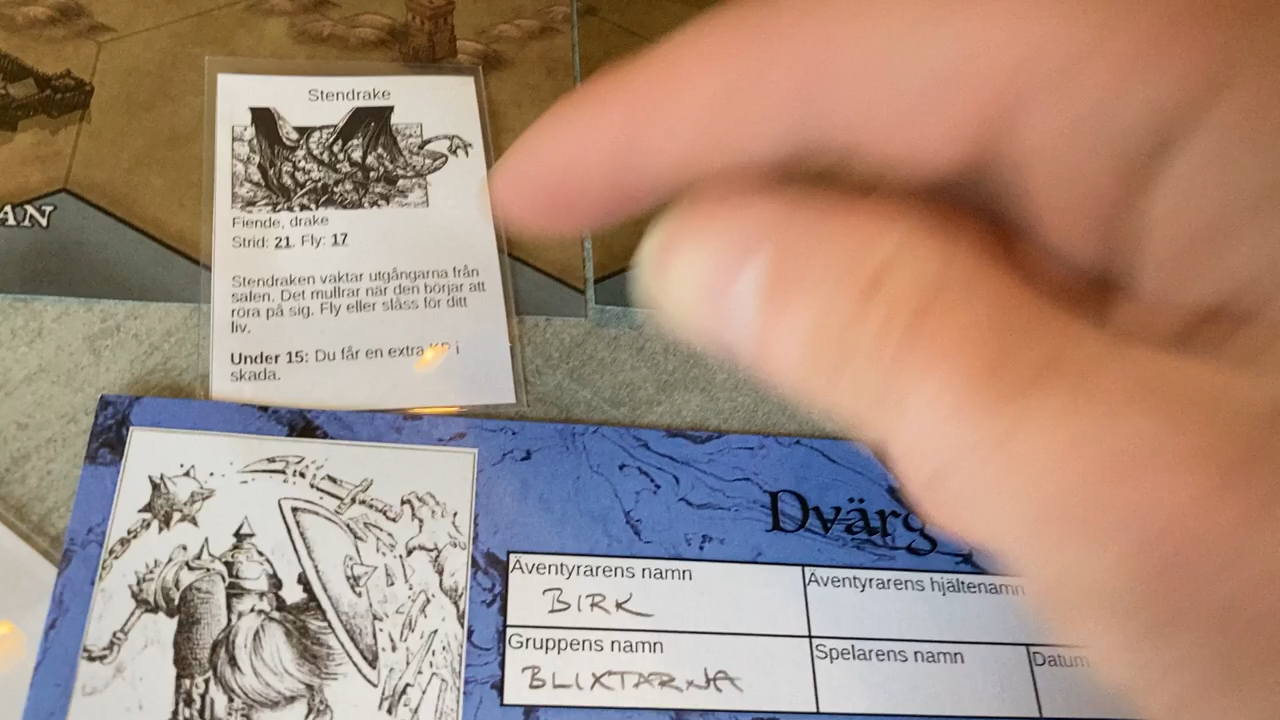 AN
Stendrake
Fiende, drake
Strid: 21. Fly: 17
Stendraken vaktar utgångarna från
salen. Det mullrar när den börjar att
röra på sig. Fly eller slåss för ditt
liv.
Under 15: Du får en extra i
skada.
Dvärg
Äventyrarens namn
BIRK
Äventyrarens hjältenamn
Gruppens namn
BLIXTARNA
Spelarens namn
Datum